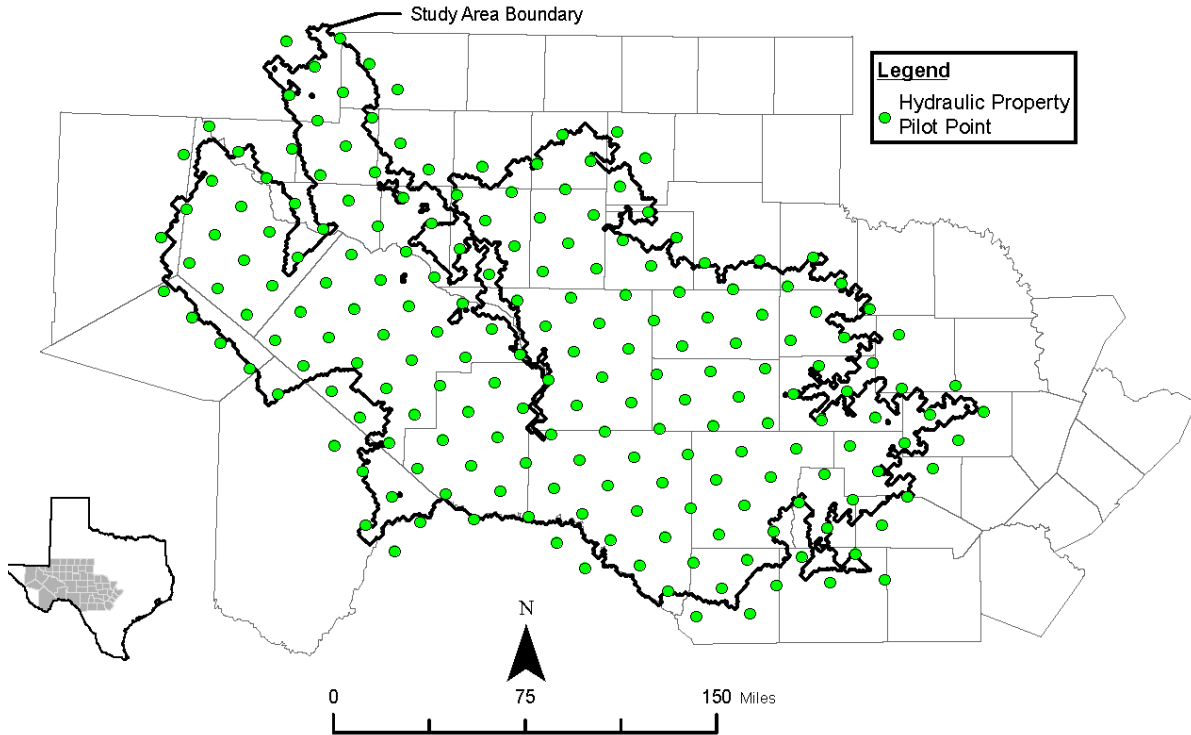 Study Area Boundary
Legend
Hydraulic Property
Pilot Point
N
0 75 150 Miles